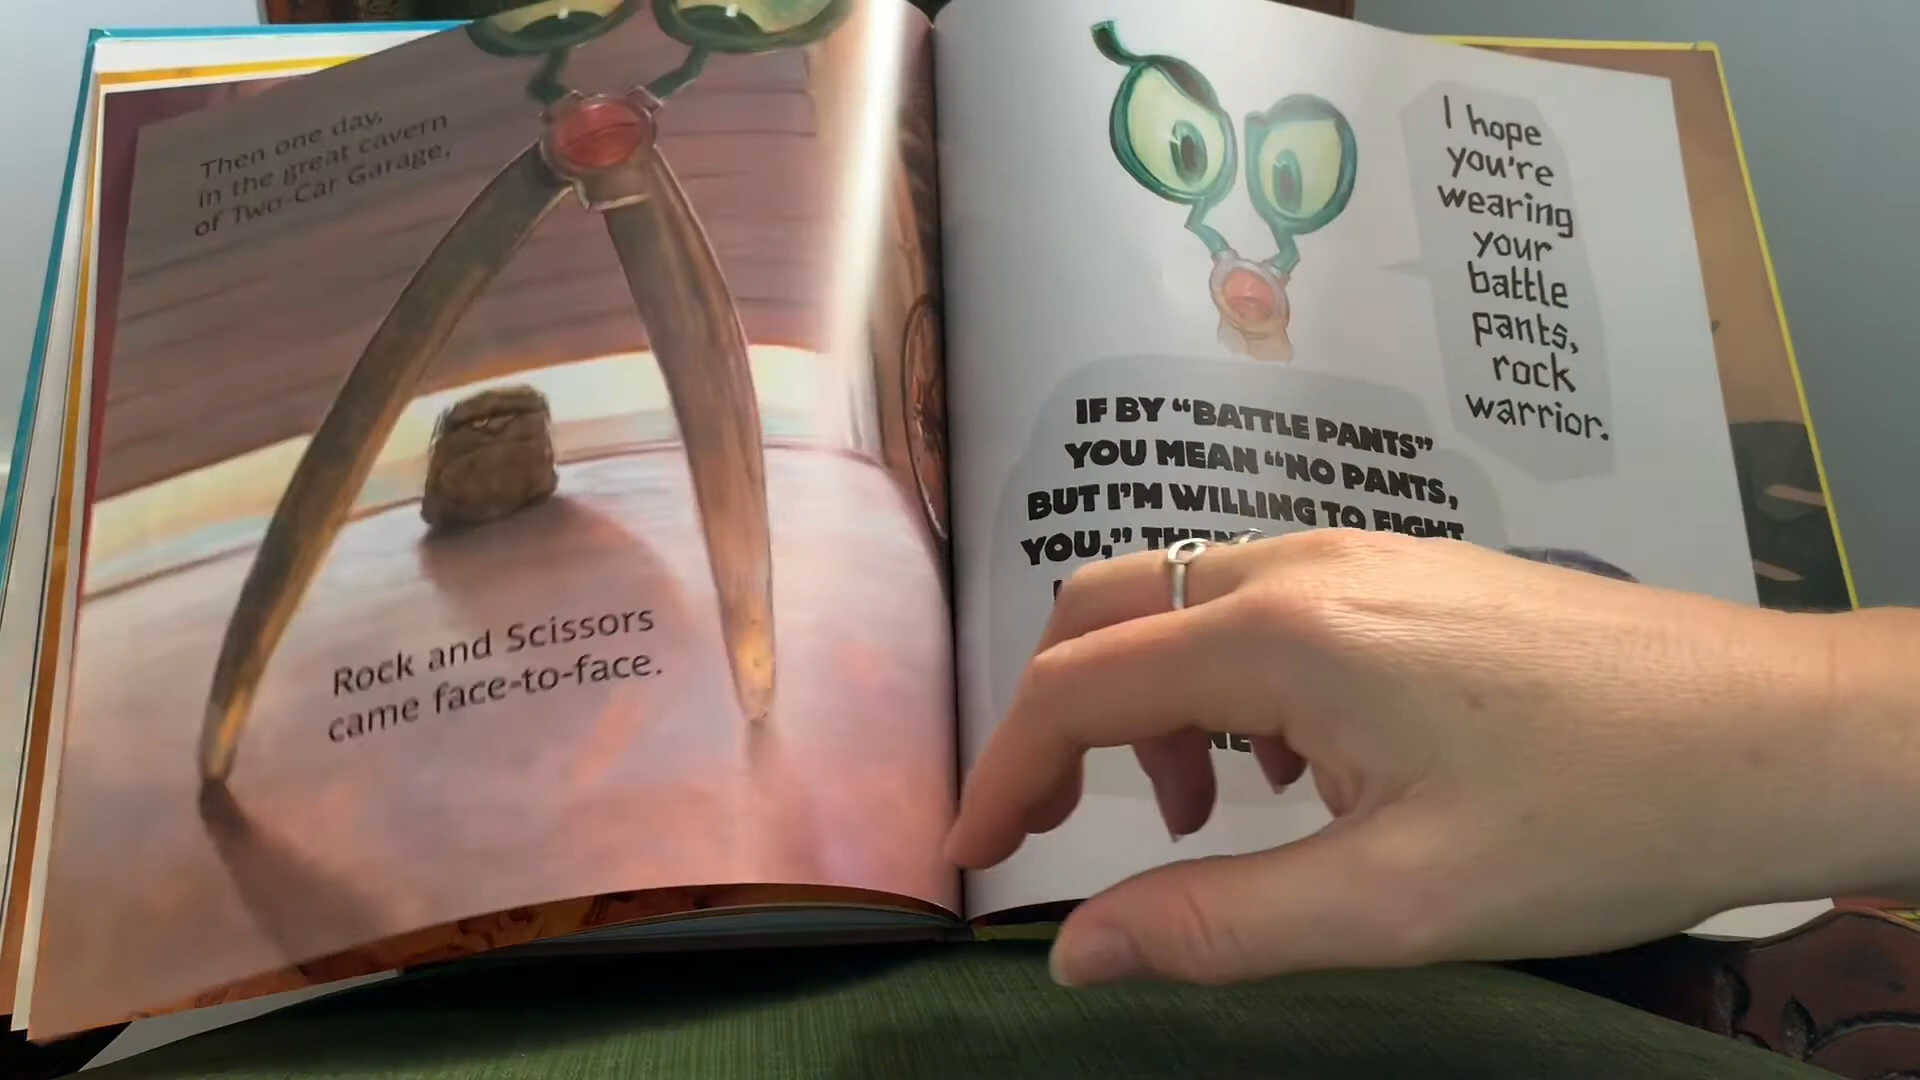 Then one day,
in the great cavern
of Two-Car Garage,
Rock and Scissors
came face-to-face.
I hope
you're
wearing
your
battle
pants,
rock
warrior.
IF BY “BATTLE PANTS”
YOU MEAN “NO PANTS,
BUT I'M WILLING TO FIGHT
YOU,” THEN